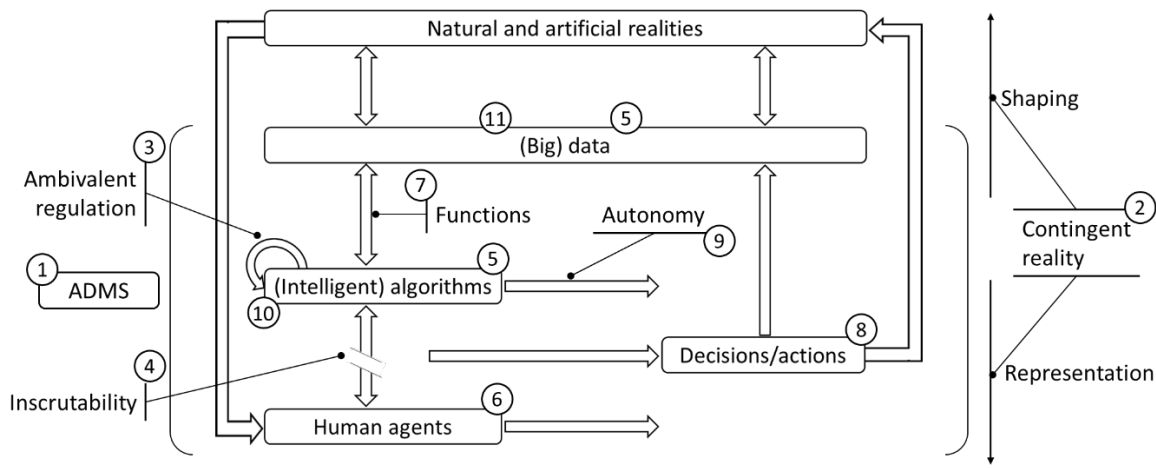 Natural and artificial realities
Shaping
11
5
(Big) data
3
Ambivalent
regulation
7
Functions
Autonomy
9
2
Contingent
reality
1
ADMS
5
(Intelligent) algorithms
10
8
Decisions/actions
4
Inscrutability
Representation
6
Human agents